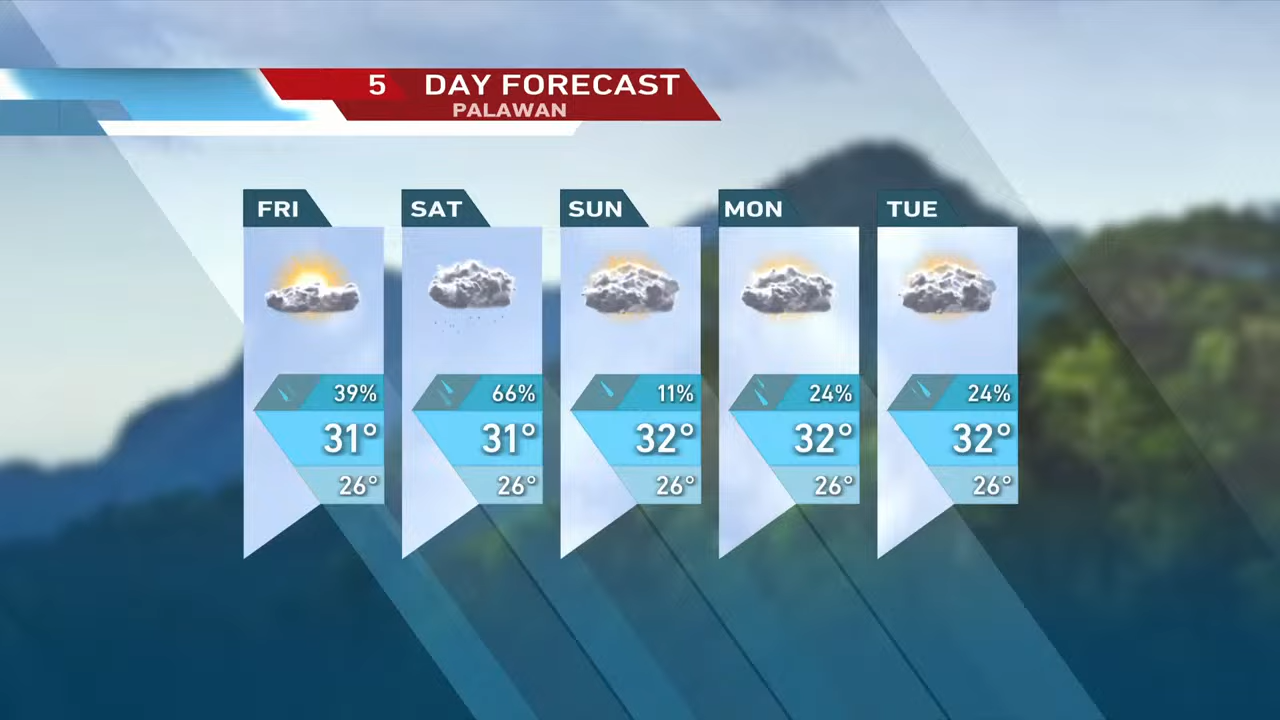 5 DAY FORECAST
PALAWAN
FRI SAT SUN MON TUE
39% 66% 11% 24% 24%
31° 31° 32° 32° 32°
26° 26° 26° 26° 26°